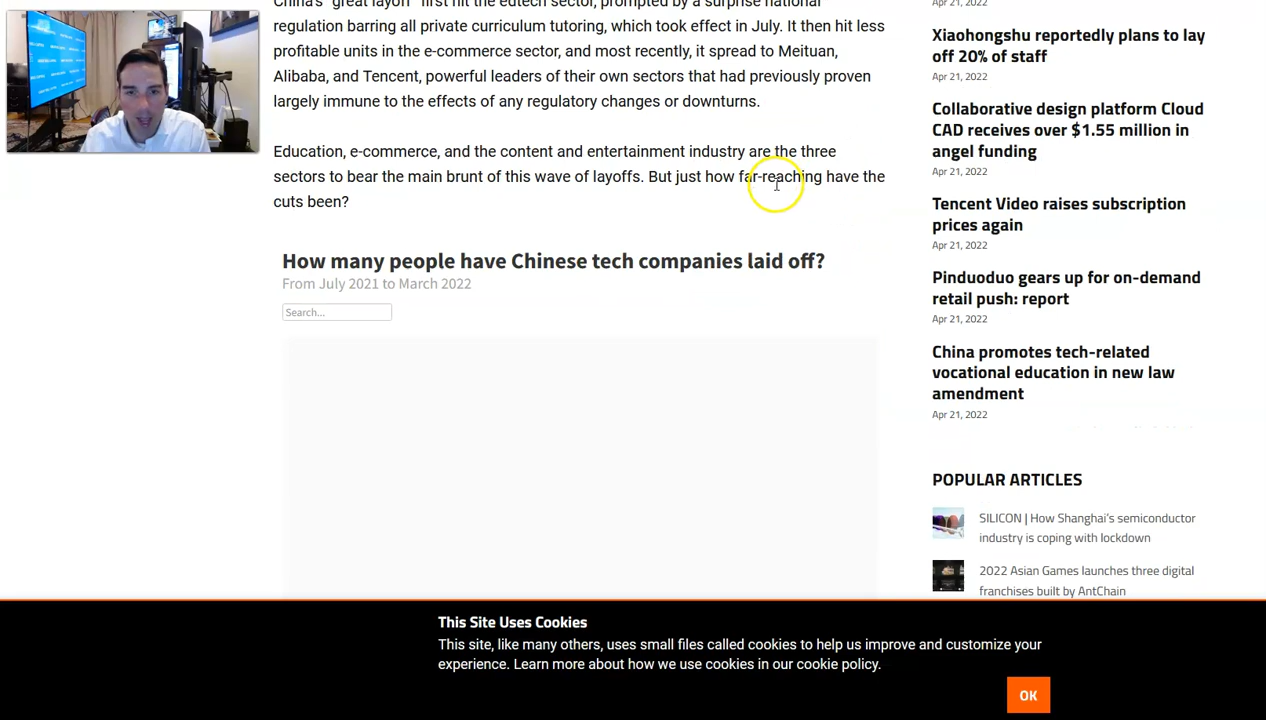 China's "great layoff" first hit the edtech sector, prompted by a surprise national
regulation barring all private curriculum tutoring, which took effect in July. It then hit less
profitable units in the e-commerce sector, and most recently, it spread to Meituan,
Alibaba, and Tencent, powerful leaders of their own sectors that had previously proven
largely immune to the effects of any regulatory changes or downturns.
Education, e-commerce, and the content and entertainment industry are the three
sectors to bear the main brunt of this wave of layoffs. But just how far-reaching have the
cuts been?
How many people have Chinese tech companies laid off?
From July 2021 to March 2022
Search...
Apr 21, 2022
Xiaohongshu reportedly plans to lay
off 20% of staff
Apr 21, 2022
Collaborative design platform Cloud
CAD receives over $1.55 million in
angel funding
Apr 21, 2022
Tencent Video raises subscription
prices again
Apr 21, 2022
Pinduoduo gears up for on-demand
retail push: report
Apr 21, 2022
China promotes tech-related
vocational education in new law
amendment
Apr 21, 2022
POPULAR ARTICLES
SILICON | How Shanghai's semiconductor
industry is coping with lockdown
2022 Asian Games launches three digital
franchises built by AntChain
This Site Uses Cookies
This site, like many others, uses small files called cookies to help us improve and customize your
experience. Learn more about how we use cookies in our cookie policy.
OK